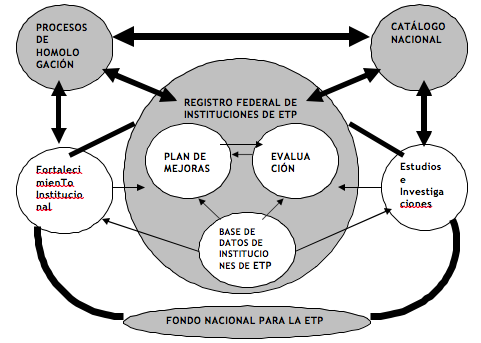 PROCESOS
DE
HOMOLO
GACIÓN
CATÁLOGO
NACIONAL
REGISTRO FEDERAL DE
INSTITUCIONES DE ETP
PLAN DE
MEJORAS
EVALUA
CIÓN
Fortaleci
mienTo
Institucio
nal
Estudios
e
Investiga
ciones
BASE DE
DATOS DE
INSTITUCIO
NES DE ETP
FONDO NACIONAL PARA LA ETP